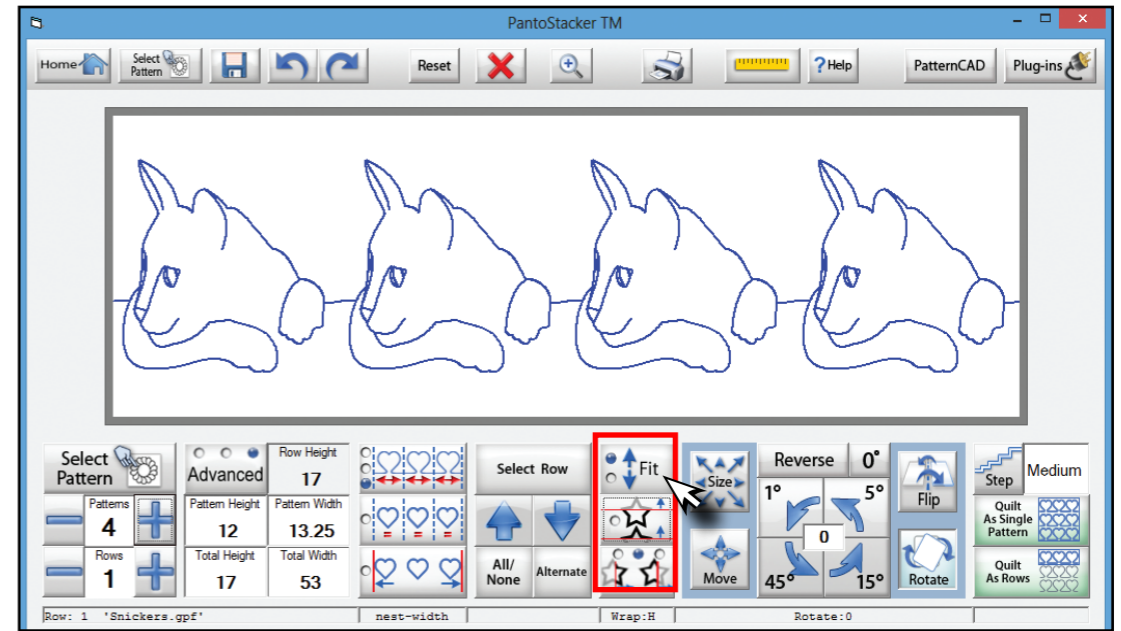 PantoStacker TM
Home
Select
Pattern
Reset
?Help
PatternCAD
Plug-ins
Select
Pattern
Advanced
Row Height
17
Patterns
4
Pattern Height
12
Pattern Width
13.25
Rows
1
Total Height
17
Total Width
53
Select Row
All/
None
Alternate
Fit
Size
Move
Reverse
0°
1°
5°
0
45°
15°
Flip
Rotate
Step
Medium
Quilt
As Single
Pattern
Quilt
As Rows
Row: 1 'Snickers.gpf'
nest-width
Wrap:H
Rotate:0